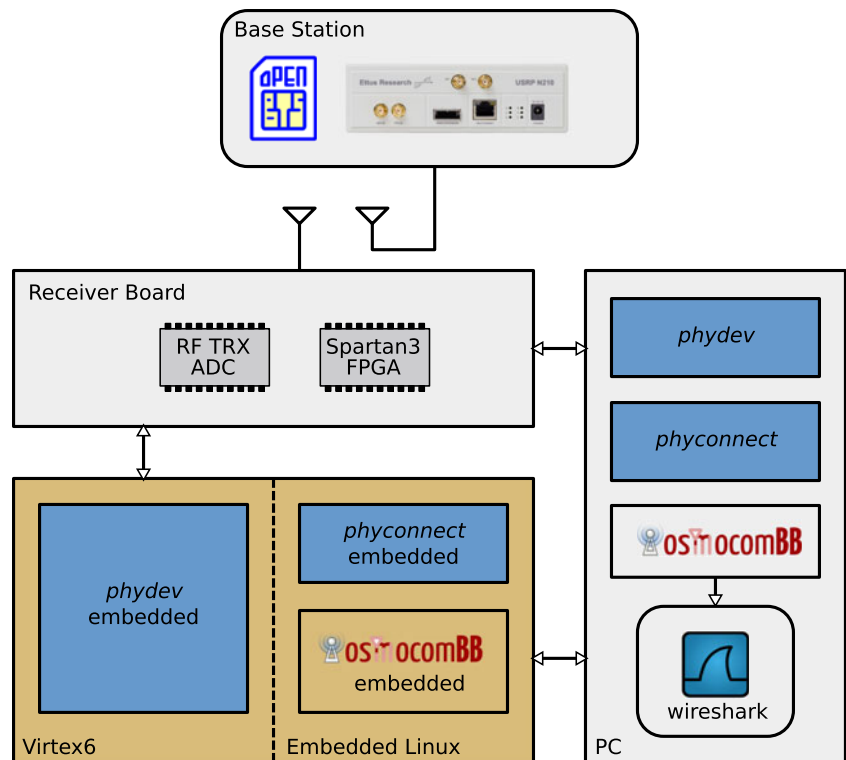 Base Station
OPEN
Ettus Research
USRP N210
Receiver Board
RF TRX
ADC
Spartan3
FPGA
phydev
phyconnect
osmocomBB
wireshark
PC
phydev
embedded
Virtex6
phyconnect
embedded
osmocomBB
embedded
Embedded Linux